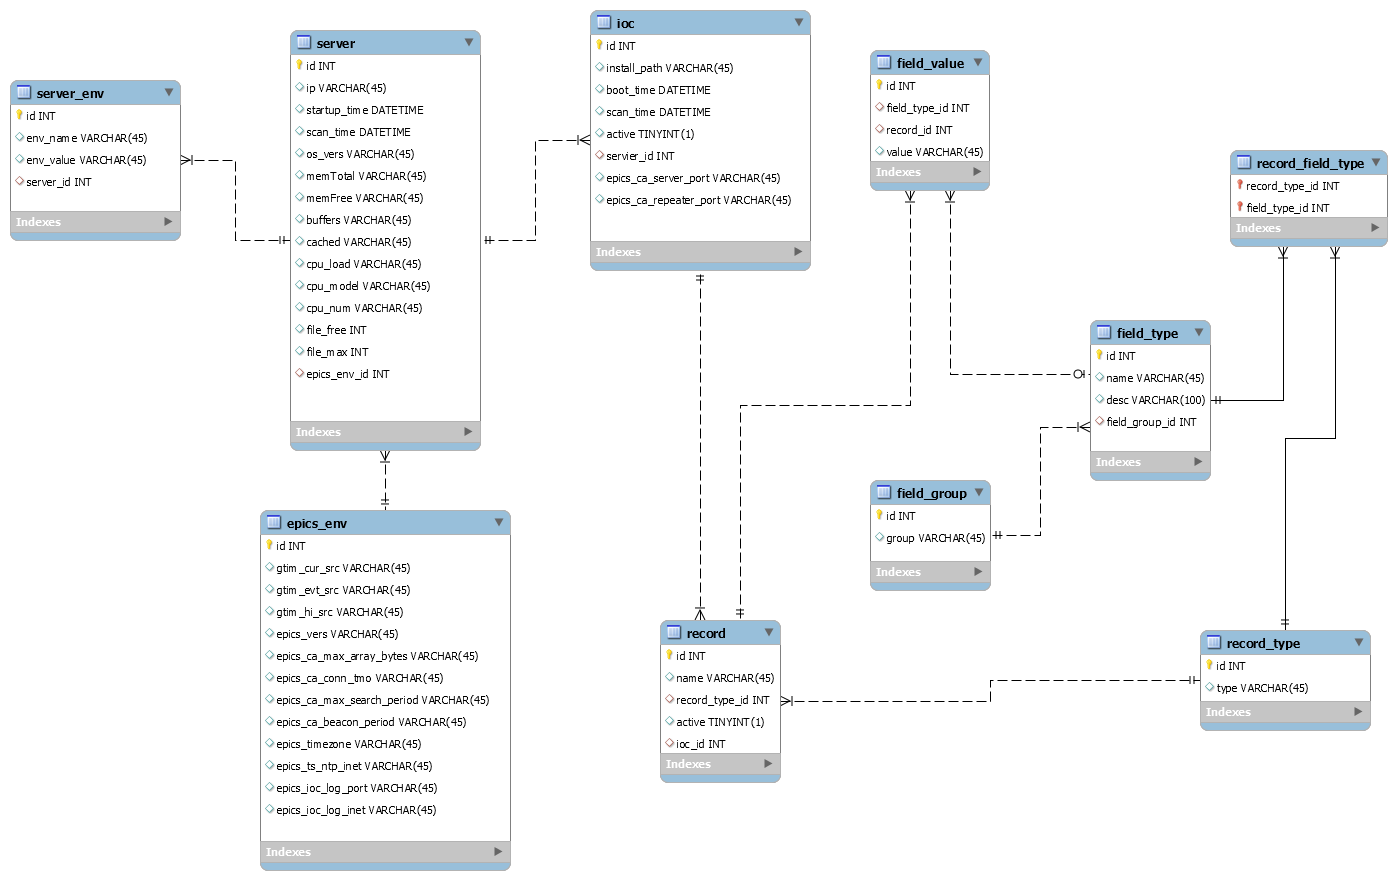 server_env
id INT
env_name VARCHAR(45)
env_value VARCHAR(45)
server_id INT
Indexes
server
id INT
ip VARCHAR(45)
startup_time DATETIME
scan_time DATETIME
os_vers VARCHAR(45)
memTotal VARCHAR(45)
memFree VARCHAR(45)
buffers VARCHAR(45)
cached VARCHAR(45)
cpu_load VARCHAR(45)
cpu_model VARCHAR(45)
cpu_num VARCHAR(45)
file_free INT
file_max INT
epics_env_id INT
Indexes
epics_env
id INT
gtim_cur_src VARCHAR(45)
gtim_evt_src VARCHAR(45)
gtim_hi_src VARCHAR(45)
epics_vers VARCHAR(45)
epics_ca_max_array_bytes VARCHAR(45)
epics_ca_conn_tmo VARCHAR(45)
epics_ca_max_search_period VARCHAR(45)
epics_ca_beacon_period VARCHAR(45)
epics_timezone VARCHAR(45)
epics_ts_ntp_inet VARCHAR(45)
epics_ioc_log_port VARCHAR(45)
epics_ioc_log_inet VARCHAR(45)
Indexes
ioc
id INT
install_path VARCHAR(45)
boot_time DATETIME
scan_time DATETIME
active TINYINT(1)
servier_id INT
epics_ca_server_port VARCHAR(45)
epics_ca_repeater_port VARCHAR(45)
Indexes
field_value
id INT
field_type_id INT
record_id INT
value VARCHAR(45)
Indexes
record_field_type
record_type_id INT
field_type_id INT
Indexes
field_type
id INT
name VARCHAR(45)
desc VARCHAR(100)
field_group_id INT
Indexes
field_group
id INT
group VARCHAR(45)
Indexes
record
id INT
name VARCHAR(45)
record_type_id INT
active TINYINT(1)
ioc_id INT
Indexes
record_type
id INT
type VARCHAR(45)
Indexes